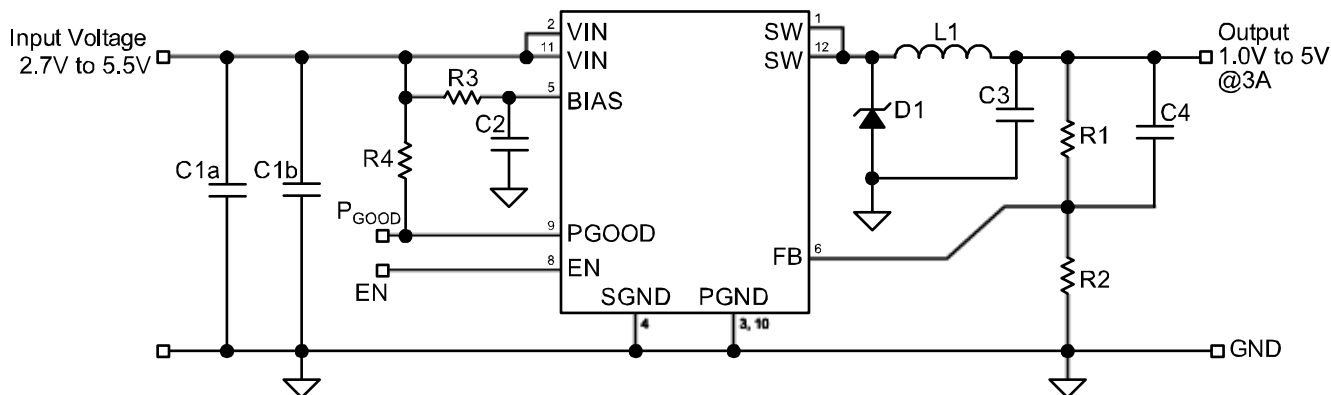 Input Voltage
2.7V to 5.5V
C1a
C1b
R3
R4
C2
P_GOOD
EN
2
VIN
11
VIN
5
BIAS
9
PGOOD
8
EN
SGND
4
PGND
3, 10
1
SW
12
SW
6
FB
L1
D1
C3
R1
C4
R2
Output
1.0V to 5V
@3A
GND